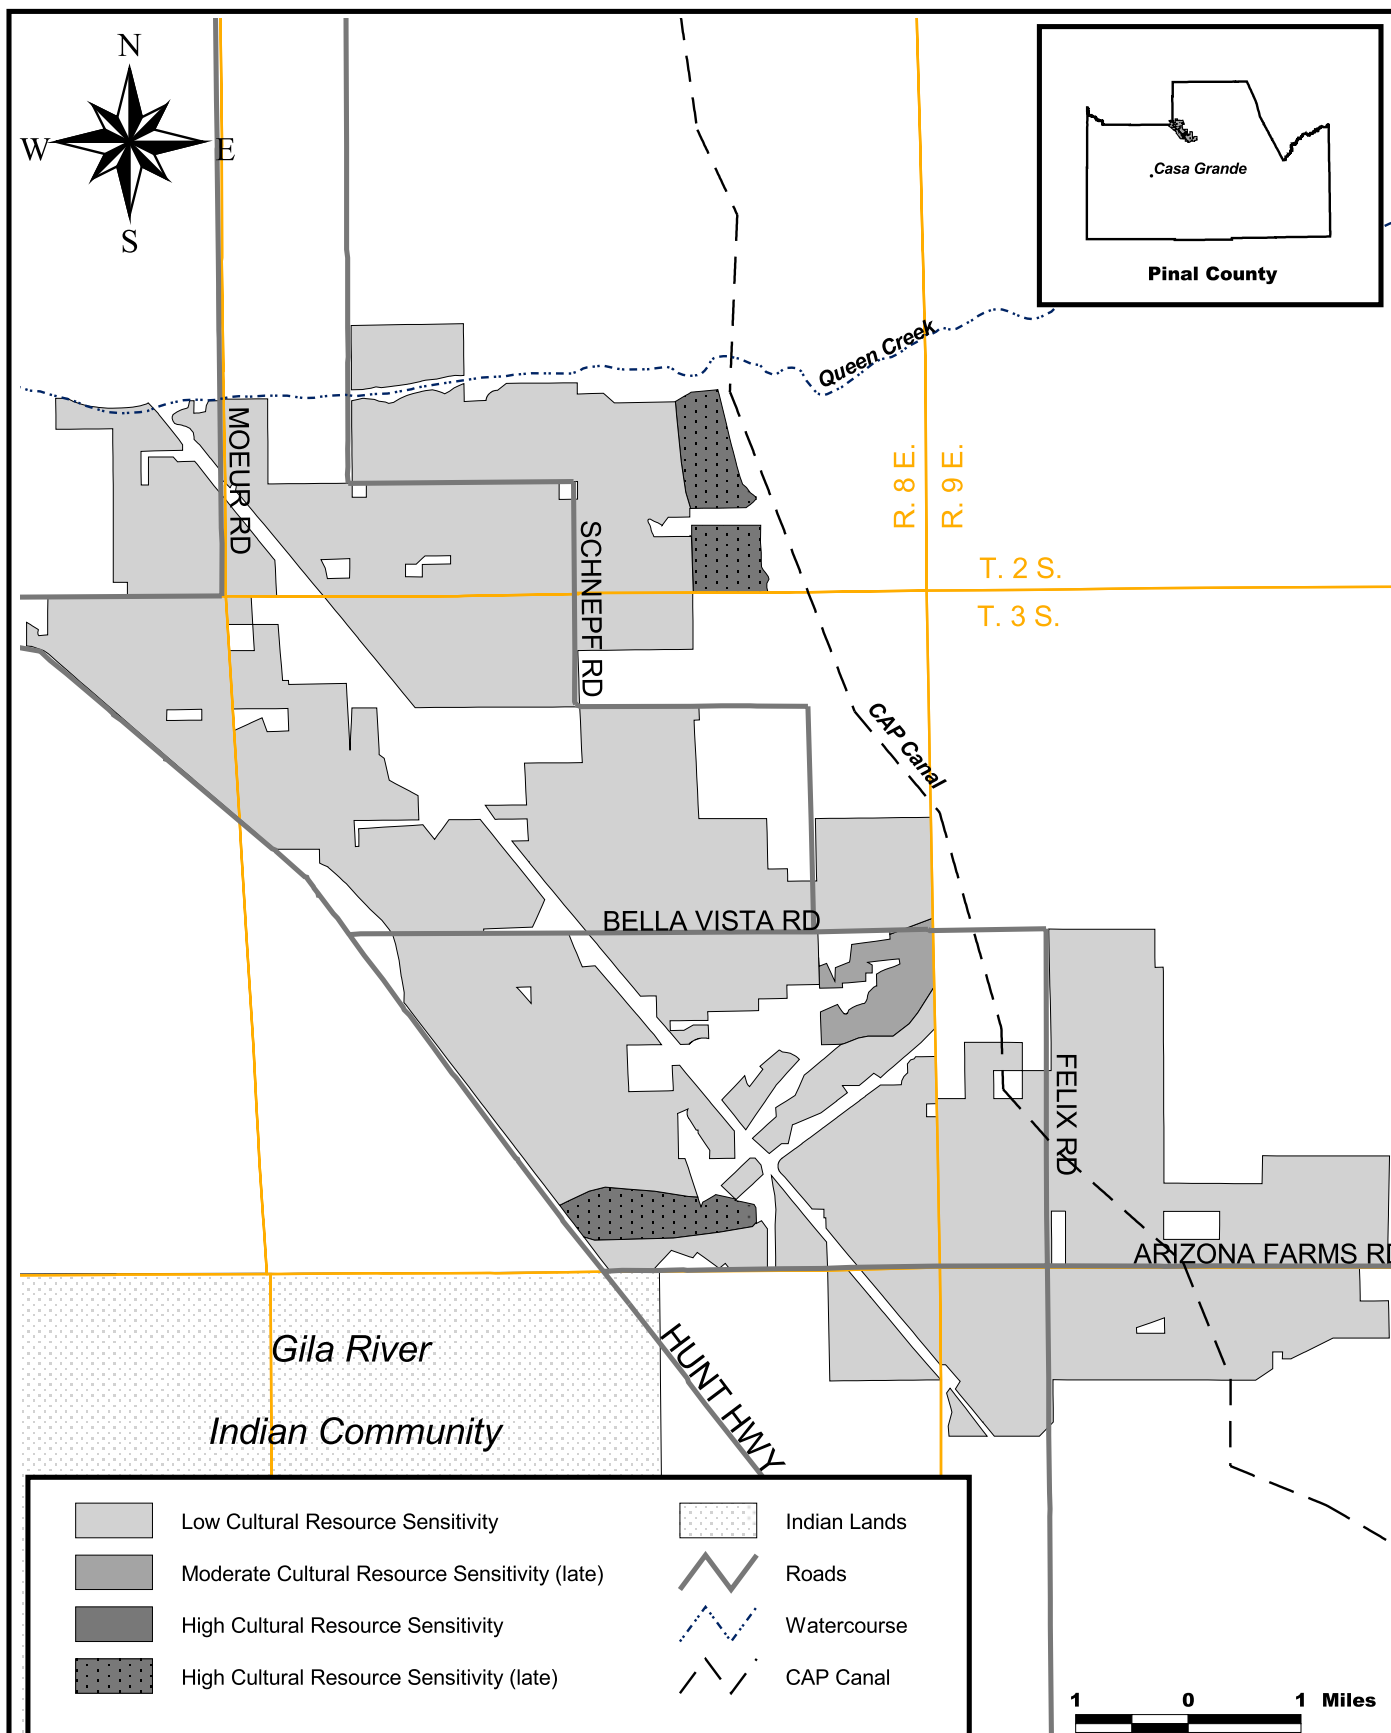 N
W
E
S
Casa Grande
Pinal County
Queen Creek
MOEUR RD
R. 8 E.
R. 9 E.
SCHNEPF RD
T. 2 S.
T. 3 S.
CAP Canal
BELLA VISTA RD
FELIX RD
ARIZONA FARMS RD
Gila River
Indian Community
HUNT HWY
Low Cultural Resource Sensitivity
Moderate Cultural Resource Sensitivity (late)
High Cultural Resource Sensitivity
High Cultural Resource Sensitivity (late)
Indian Lands
Roads
Watercourse
CAP Canal
1 0 1 Miles